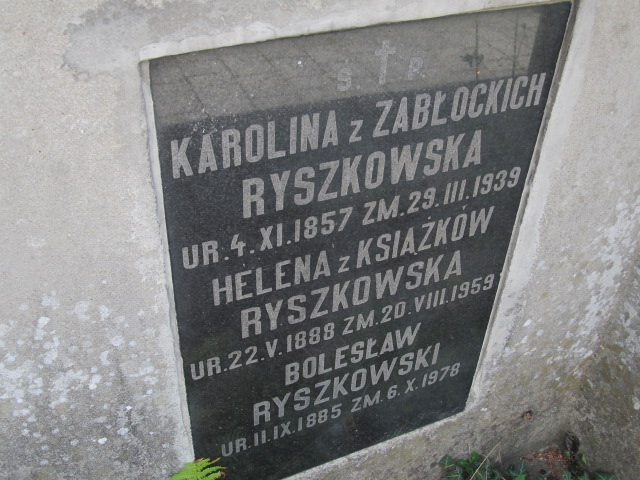 Ś. † P.
KAROLINA z ZABŁOCKICH
RYSZKOWSKA
UR. 4. XI. 1857 ZM. 29. III. 1939
HELENA z KSIĄŻKÓW
RYSZKOWSKA
UR. 22. V. 1888 ZM. 20. VIII. 1959
BOLESŁAW
RYSZKOWSKI
UR. 11. IX. 1885 ZM. 6. X. 1978